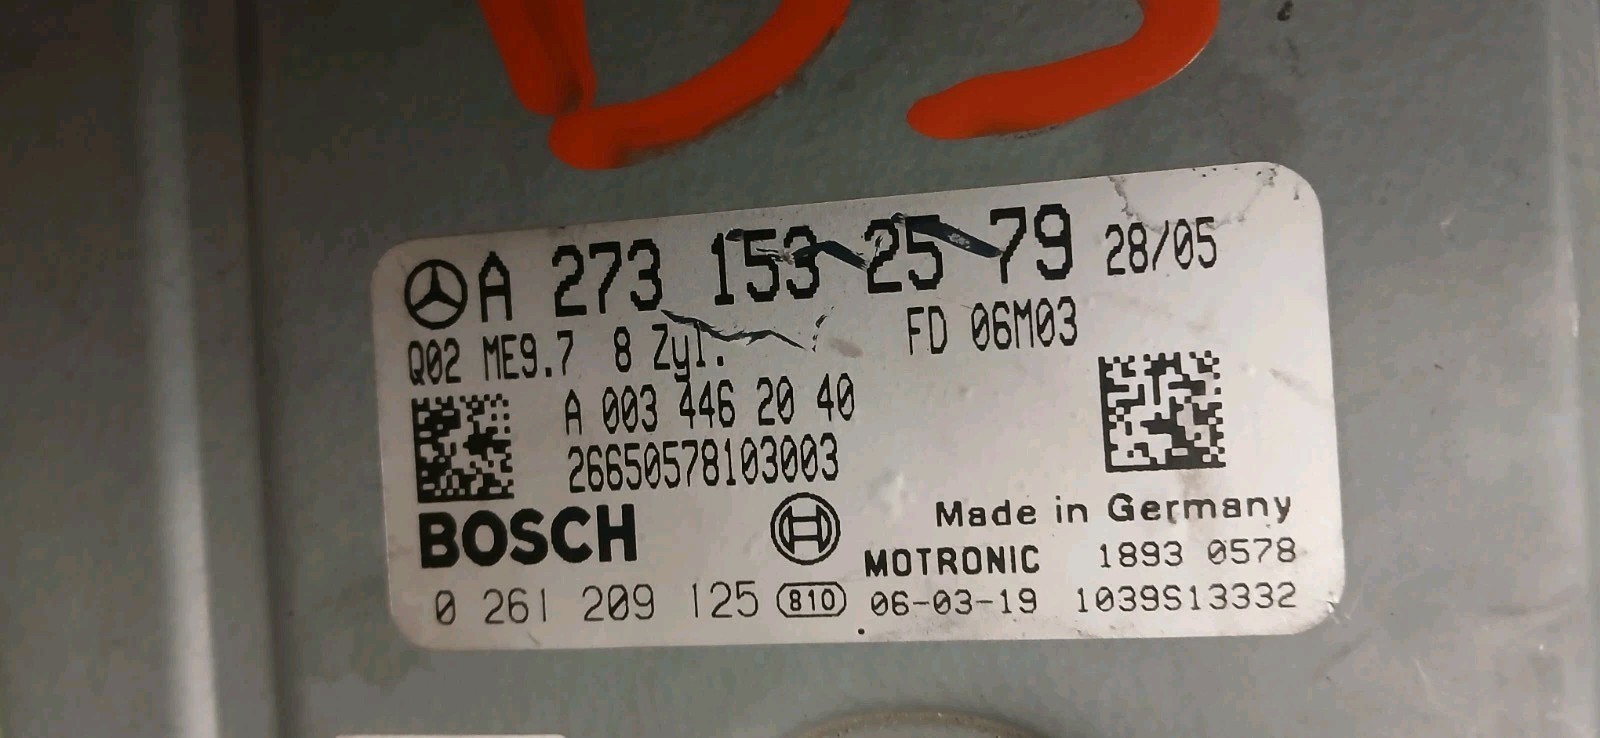 A 273 153 25 79 28/05
Q02 ME9.7 8 Zyl. FD 06M03
A 003 446 20 40
26650578103003
BOSCH Made in Germany
MOTRONIC 1893 0578
0 261 209 125 810 06-03-19 1039S13332